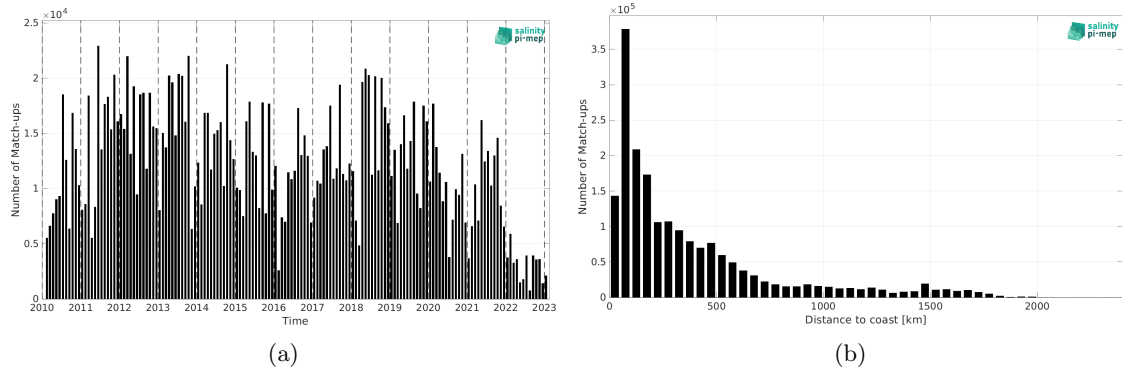 ×10⁴
2.5
2
1.5
1
0.5
0
Number of Match-ups
2010 2011 2012 2013 2014 2015 2016 2017 2018 2019 2020 2021 2022 2023
Time
salinity
pi-mep
(a)
×10⁵
3.5
3
2.5
2
1.5
1
0.5
0
Number of Match-ups
0 500 1000 1500 2000
Distance to coast [km]
salinity
pi-mep
(b)